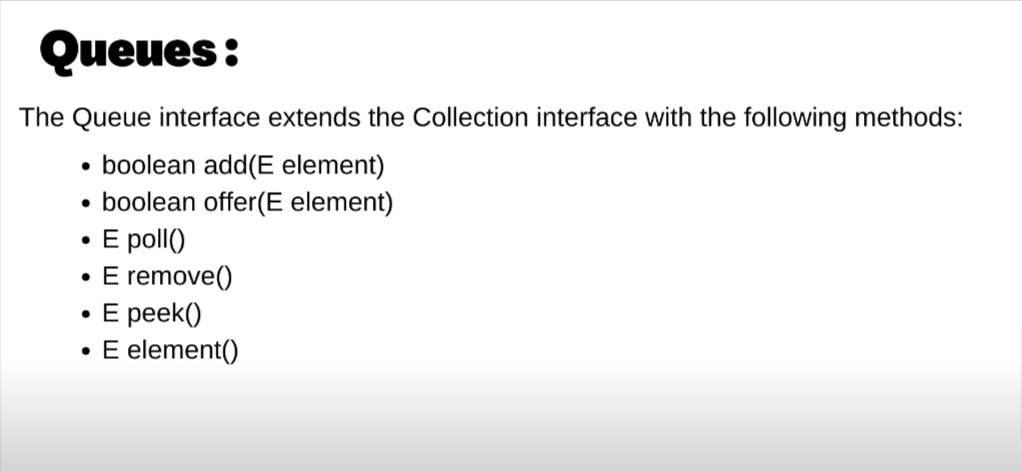 Queues:
The Queue interface extends the Collection interface with the following methods:
• boolean add(E element)
• boolean offer(E element)
• E poll()
• E remove()
• E peek()
• E element()